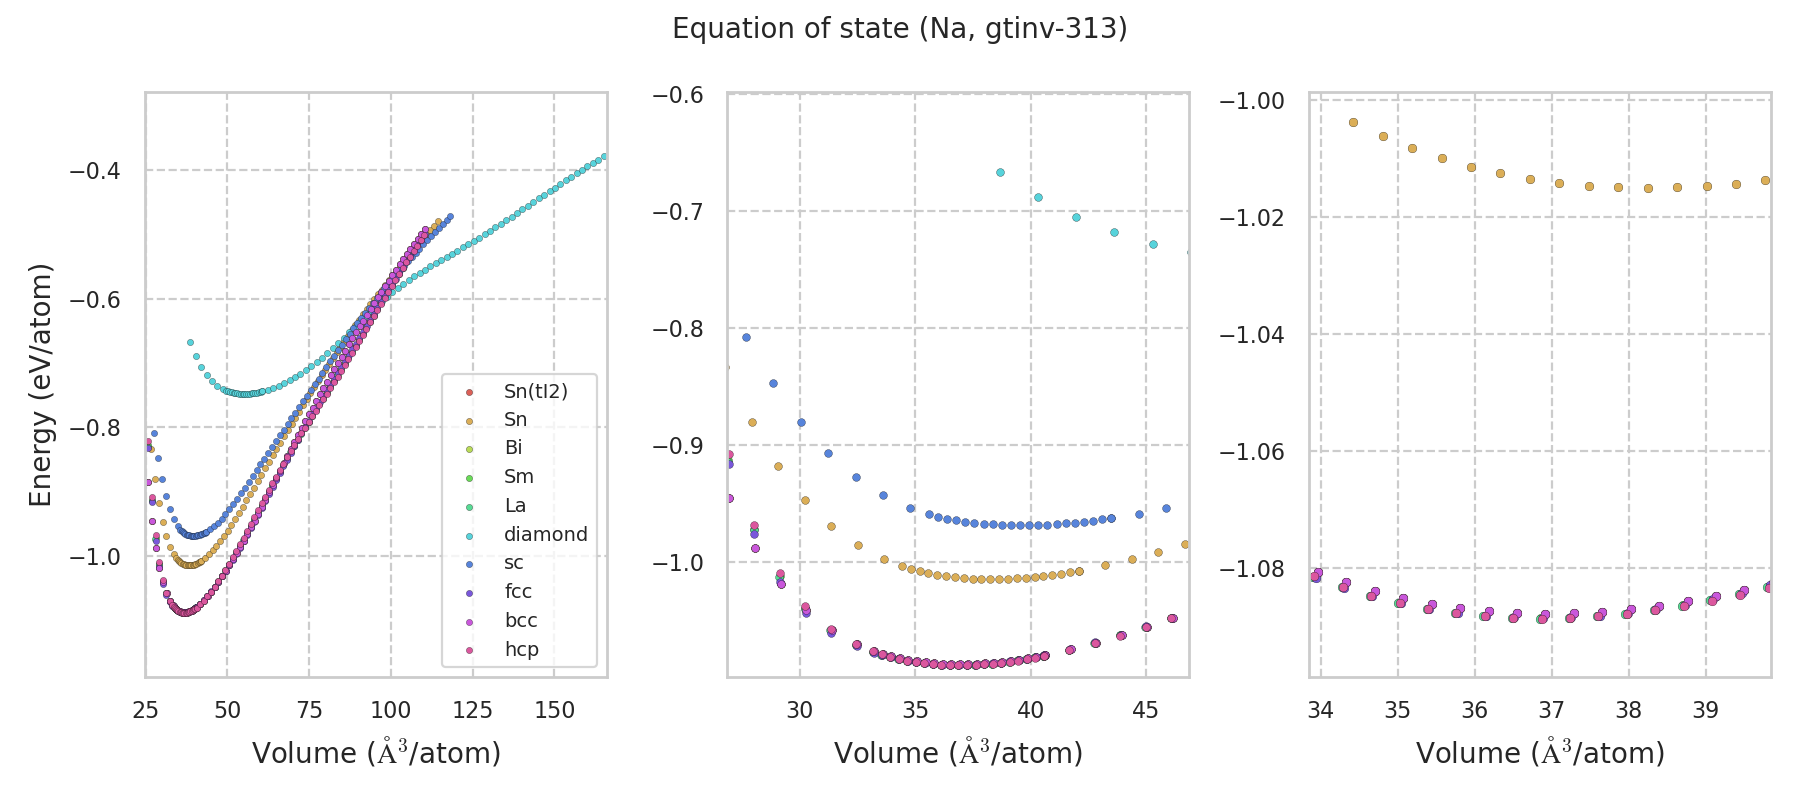 Equation of state (Na, gtinv-313)
Energy (eV/atom)
−0.4
−0.6
−0.8
−1.0
25 50 75 100 125 150
Volume (Å³/atom)
Sn(tI2)
Sn
Bi
Sm
La
diamond
sc
fcc
bcc
hcp
−0.6
−0.7
−0.8
−0.9
−1.0
30 35 40 45
Volume (Å³/atom)
−1.00
−1.02
−1.04
−1.06
−1.08
34 35 36 37 38 39
Volume (Å³/atom)